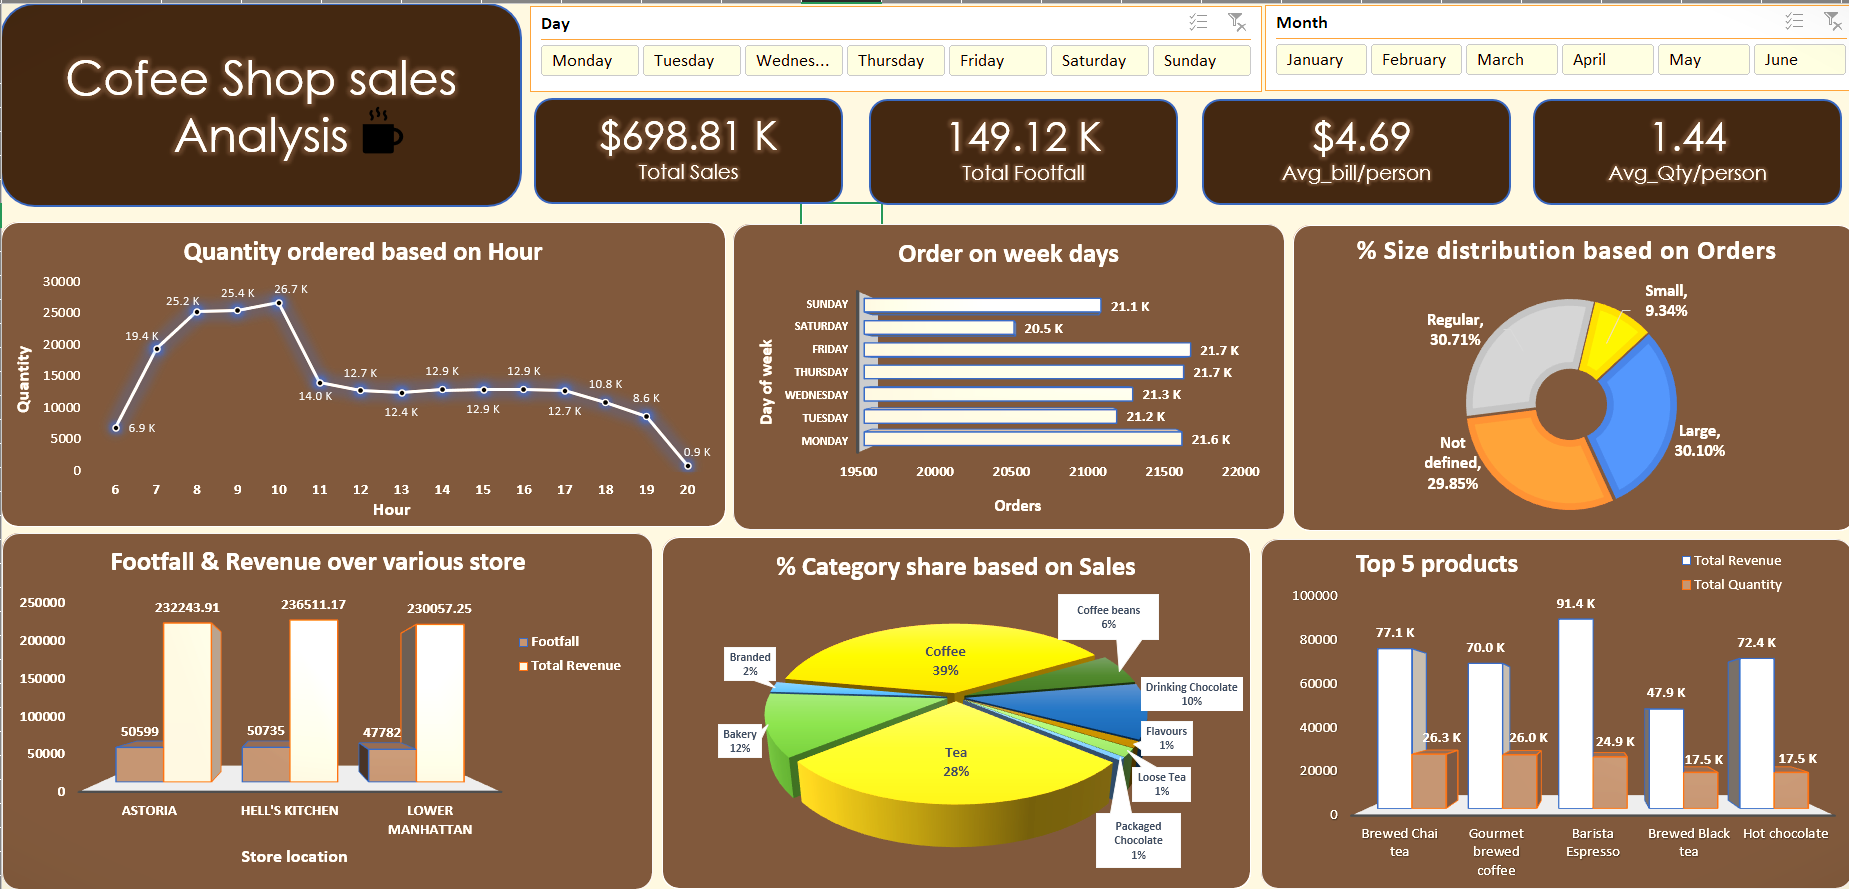 Cofee Shop sales
Analysis
Day
Monday
Tuesday
Wednes...
Thursday
Friday
Saturday
Sunday
Month
January
February
March
April
May
June
$698.81 K
Total Sales
149.12 K
Total Footfall
$4.69
Avg_bill/person
1.44
Avg_Qty/person
Quantity ordered based on Hour
30000
25000
20000
15000
10000
5000
0
Quantity
6.9 K
19.4 K
25.2 K
25.4 K
26.7 K
14.0 K
12.7 K
12.4 K
12.9 K
12.9 K
12.9 K
12.7 K
10.8 K
8.6 K
0.9 K
6 7 8 9 10 11 12 13 14 15 16 17 18 19 20
Hour
Order on week days
Day of week
SUNDAY 21.1 K
SATURDAY 20.5 K
FRIDAY 21.7 K
THURSDAY 21.7 K
WEDNESDAY 21.3 K
TUESDAY 21.2 K
MONDAY 21.6 K
19500 20000 20500 21000 21500 22000
Orders
% Size distribution based on Orders
Small,
9.34%
Regular,
30.71%
Large,
30.10%
Not
defined,
29.85%
Footfall & Revenue over various store
250000
200000
150000
100000
50000
0
232243.91
236511.17
230057.25
50599
50735
47782
Footfall
Total Revenue
ASTORIA
HELL'S KITCHEN
LOWER
MANHATTAN
Store location
% Category share based on Sales
Coffee beans
6%
Coffee
39%
Branded
2%
Drinking Chocolate
10%
Bakery
12%
Flavours
1%
Tea
28%
Loose Tea
1%
Packaged
Chocolate
1%
Top 5 products
Total Revenue
Total Quantity
100000
80000
60000
40000
20000
0
77.1 K
70.0 K
91.4 K
47.9 K
72.4 K
26.3 K
26.0 K
24.9 K
17.5 K
17.5 K
Brewed Chai
tea
Gourmet
brewed
coffee
Barista
Espresso
Brewed Black
tea
Hot chocolate